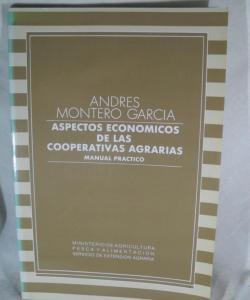 ANDRES
MONTERO GARCIA
ASPECTOS ECONOMICOS
DE LAS
COOPERATIVAS AGRARIAS
MANUAL PRACTICO
MINISTERIO DE AGRICULTURA
PESCA Y ALIMENTACION
SERVICIO DE EXTENSION AGRARIA